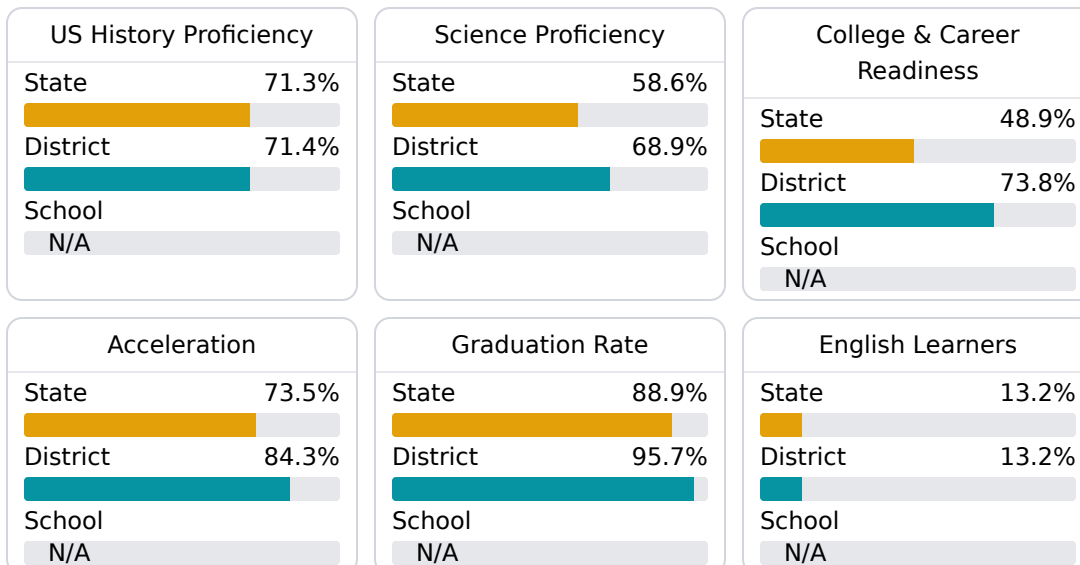 US History Proficiency
State 71.3%
District 71.4%
School
N/A
Science Proficiency
State 58.6%
District 68.9%
School
N/A
College & Career
Readiness
State 48.9%
District 73.8%
School
N/A
Acceleration
State 73.5%
District 84.3%
School
N/A
Graduation Rate
State 88.9%
District 95.7%
School
N/A
English Learners
State 13.2%
District 13.2%
School
N/A